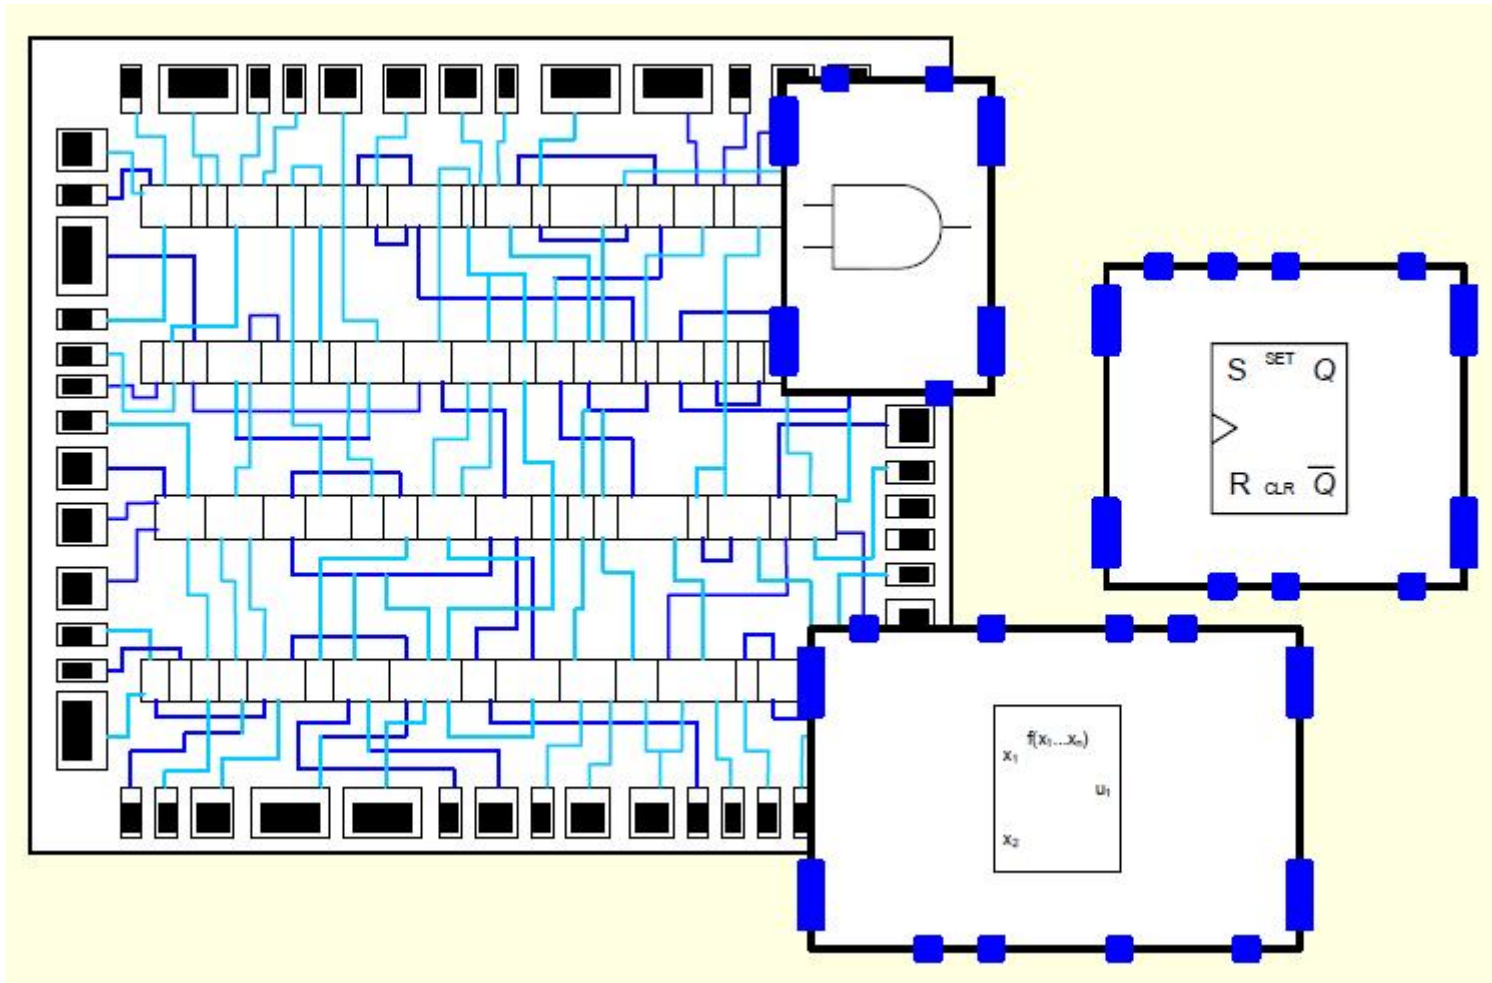 S SET Q
R CLR Q̅
f(x₁...xₙ)
x₁
u₁
x₂